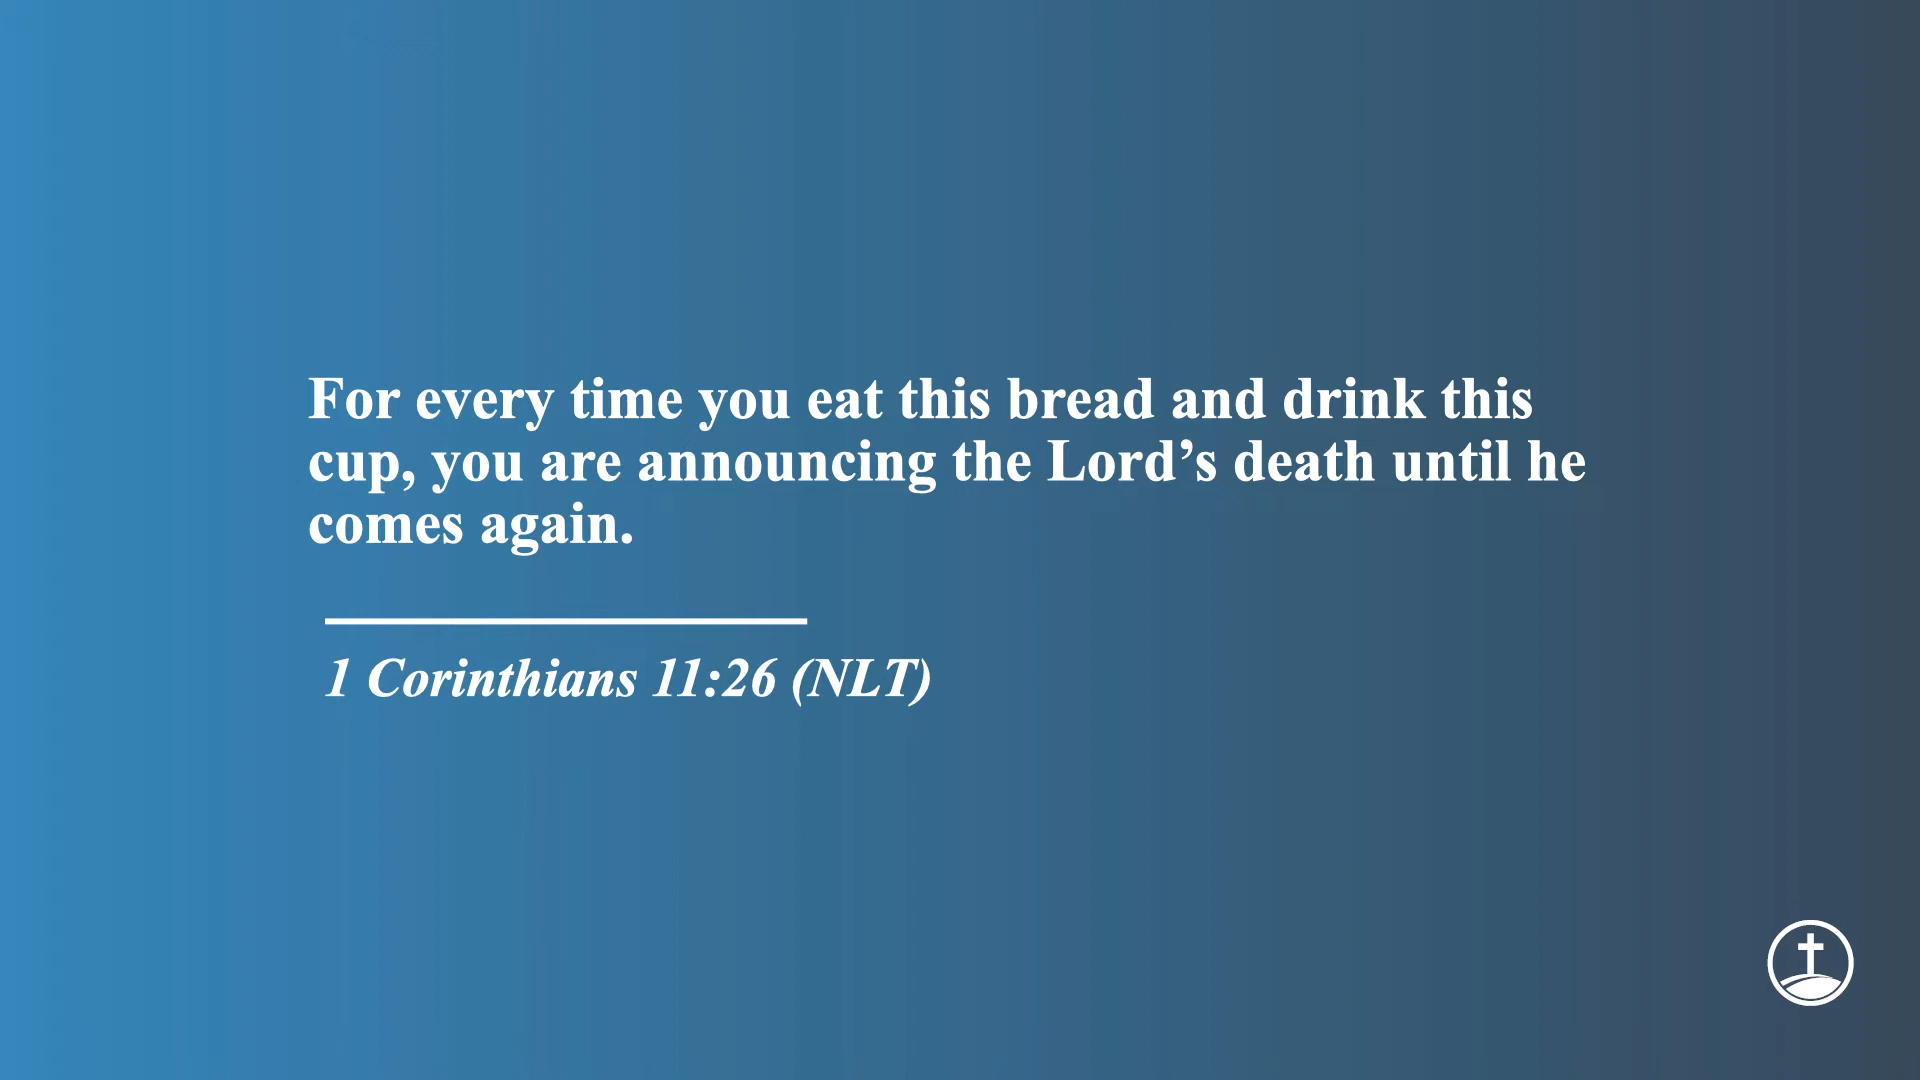 For every time you eat this bread and drink this
cup, you are announcing the Lord’s death until he
comes again.
1 Corinthians 11:26 (NLT)